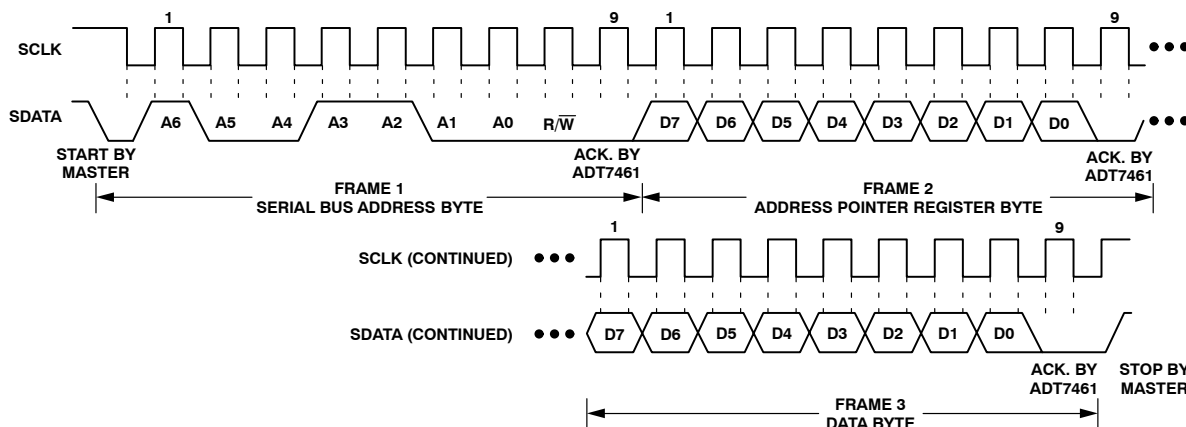 1 9 1 9
SCLK
SDATA A6 A5 A4 A3 A2 A1 A0 R/W̅ D7 D6 D5 D4 D3 D2 D1 D0
START BY
MASTER
ACK. BY
ADT7461
ACK. BY
ADT7461
FRAME 1
SERIAL BUS ADDRESS BYTE
FRAME 2
ADDRESS POINTER REGISTER BYTE
1 9
SCLK (CONTINUED)
SDATA (CONTINUED) D7 D6 D5 D4 D3 D2 D1 D0
ACK. BY
ADT7461
STOP BY
MASTER
FRAME 3
DATA BYTE